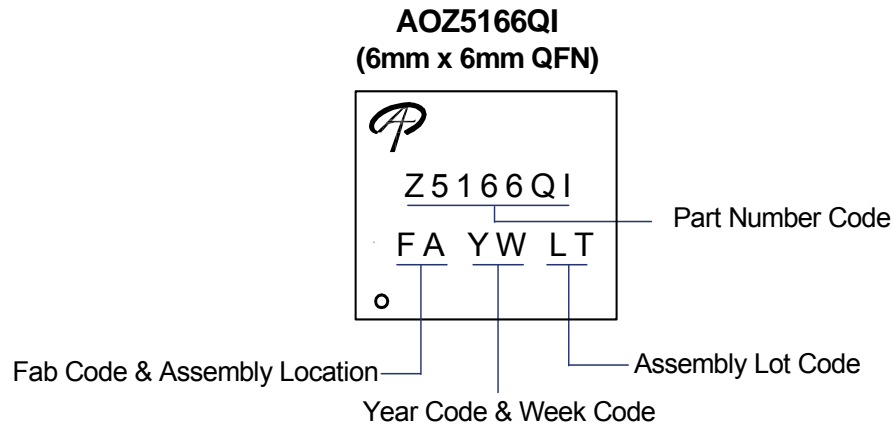 AOZ5166QI
(6mm x 6mm QFN)
Z5166QI
Part Number Code
FA YW LT
Fab Code & Assembly Location
Assembly Lot Code
Year Code & Week Code